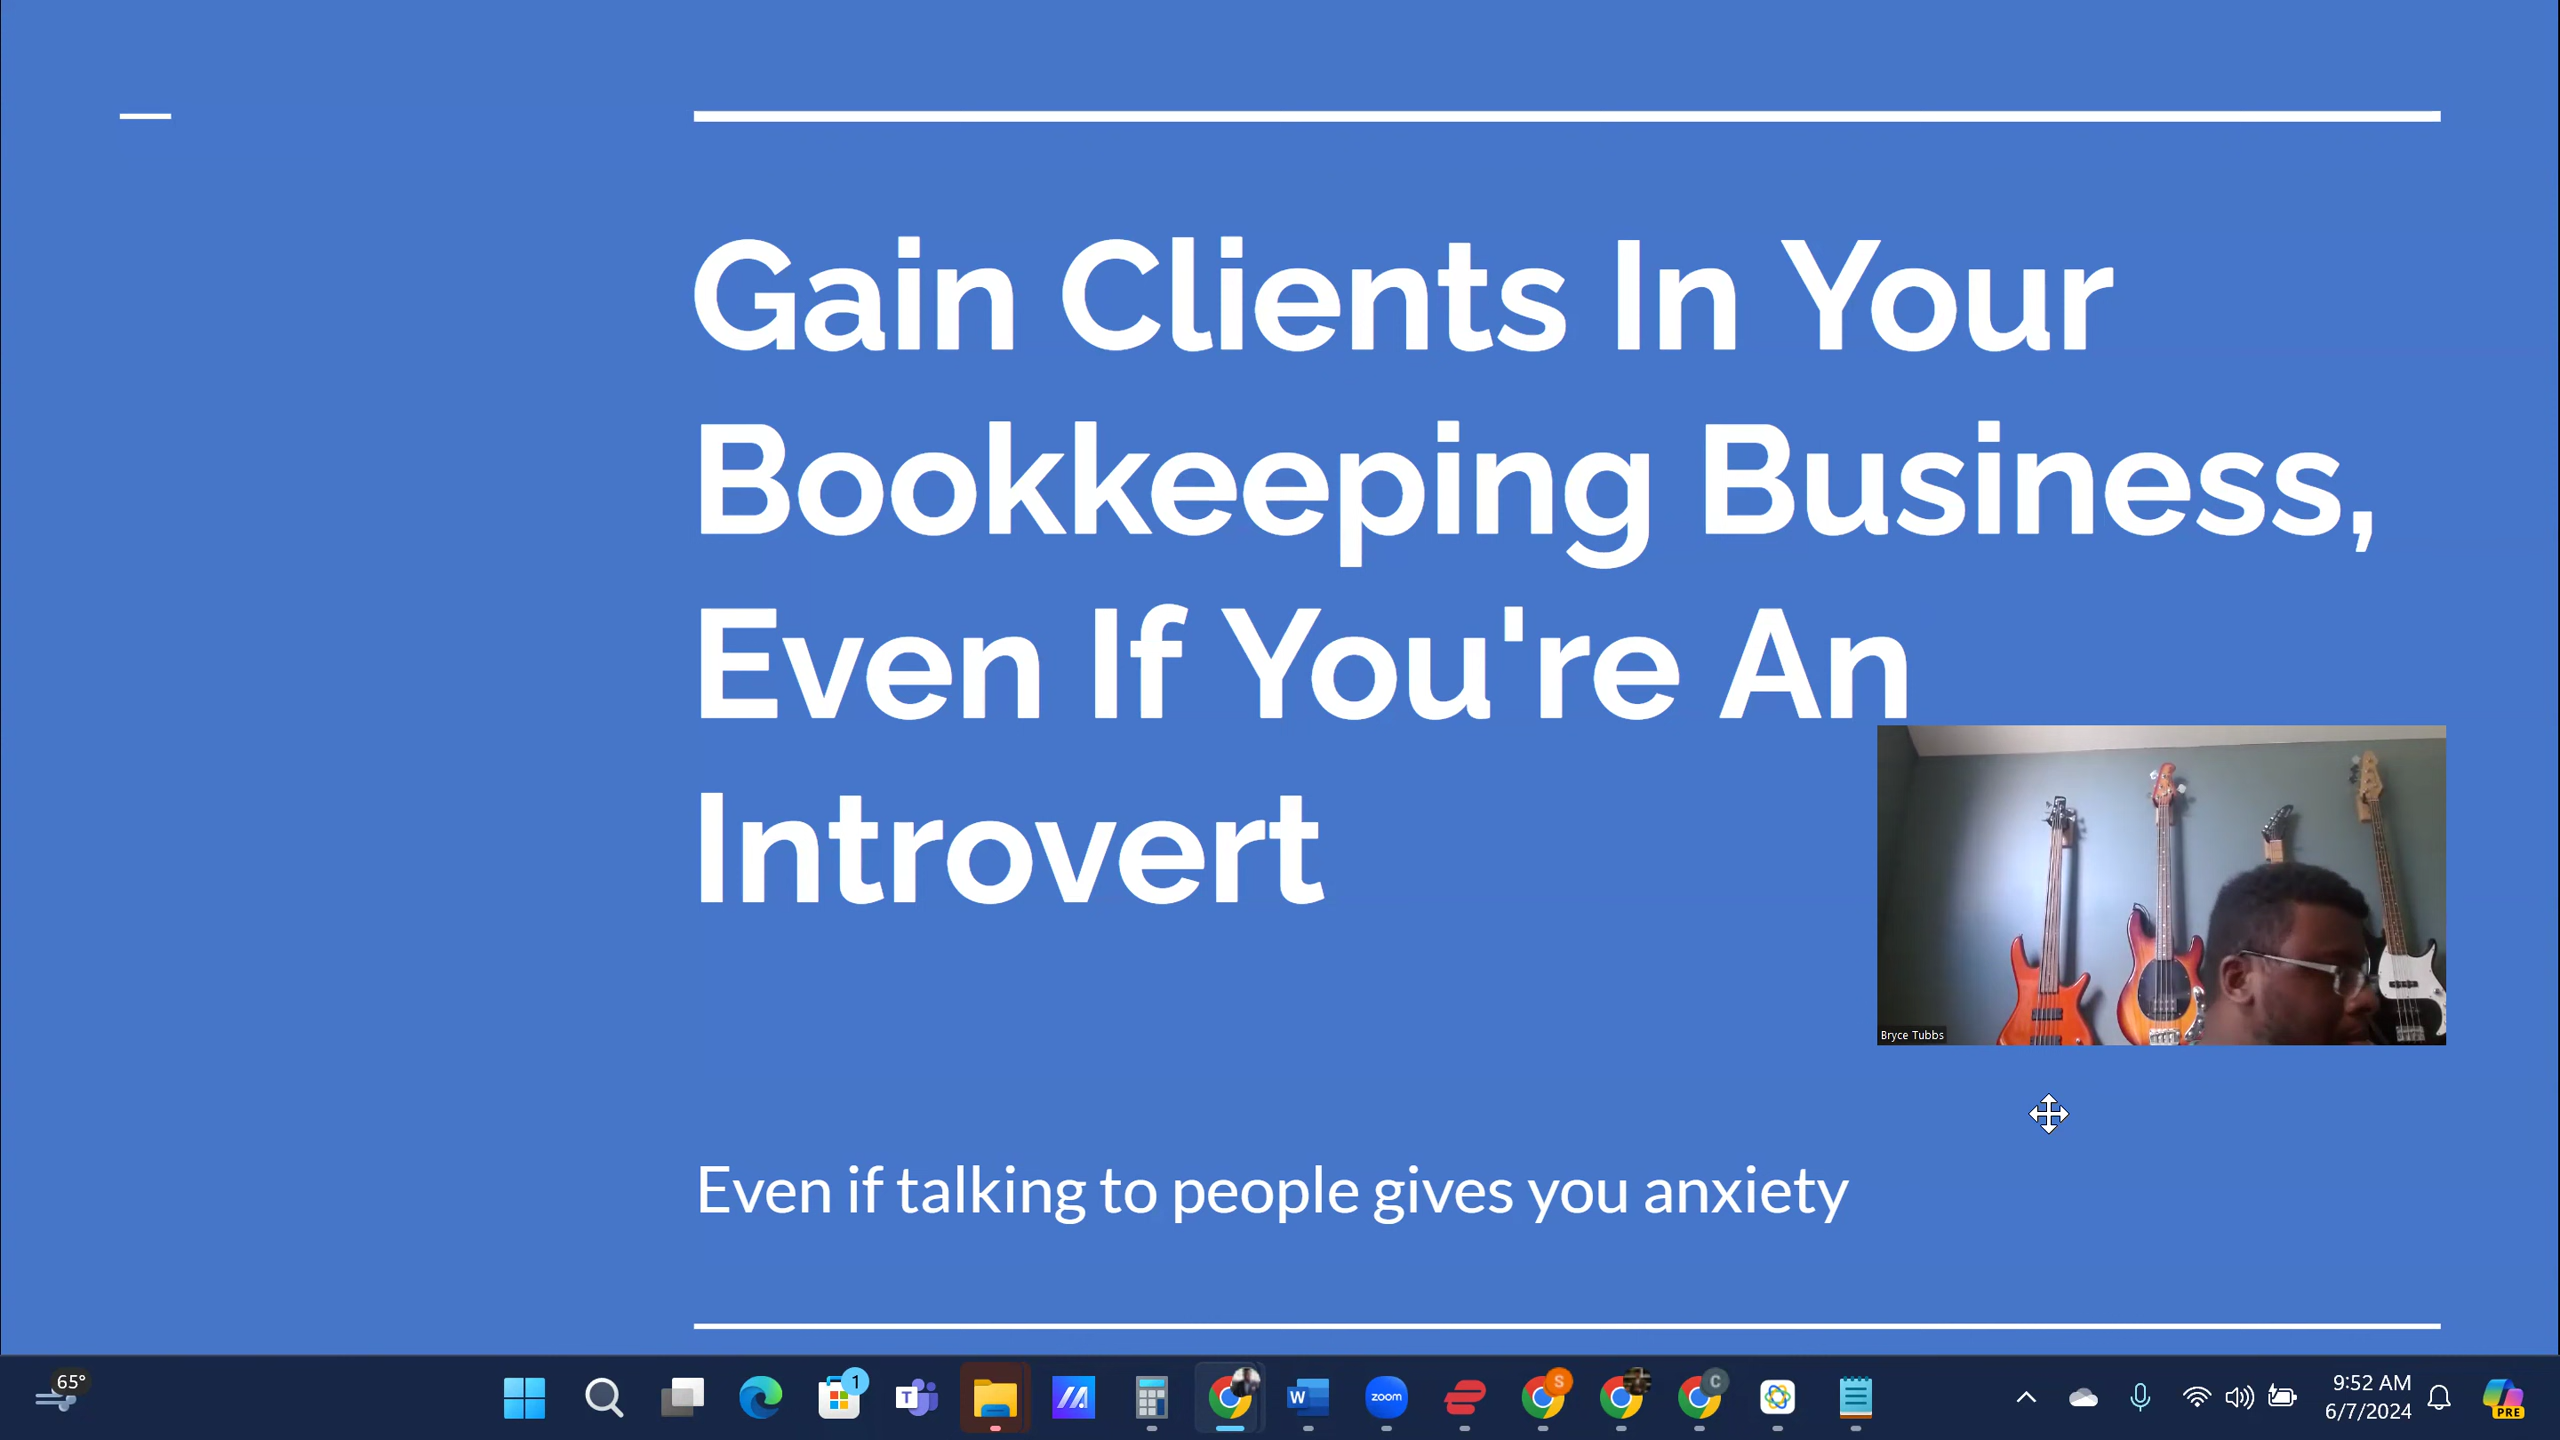 Gain Clients In Your
Bookkeeping Business,
Even If You're An
Introvert
Bryce Tubbs
Even if talking to people gives you anxiety
65°
1
T
W
zoom
S
C
9:52 AM
6/7/2024
PRE